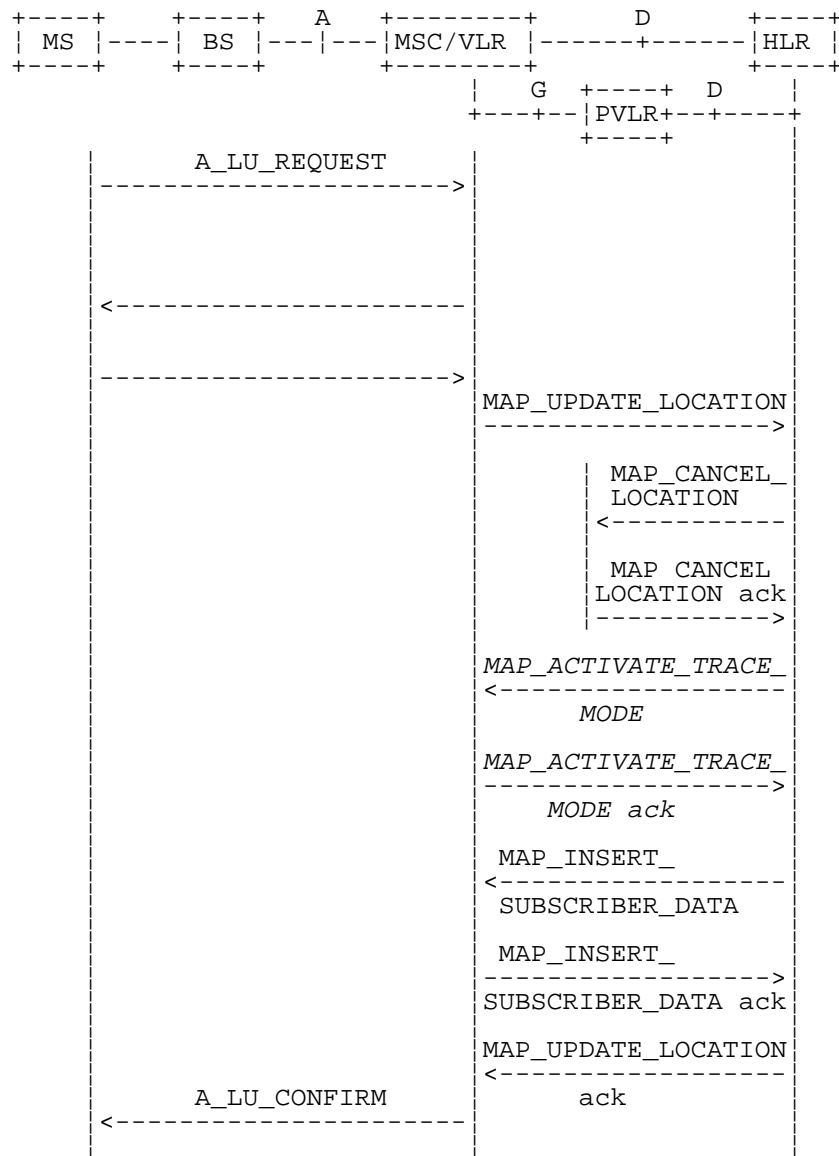 A D
MS BS MSC/VLR HLR
G D
PVLR
A_LU_REQUEST
MAP_UPDATE_LOCATION
MAP_CANCEL_
LOCATION
MAP CANCEL
LOCATION ack
MAP_ACTIVATE_TRACE_
MODE
MAP_ACTIVATE_TRACE_
MODE ack
MAP_INSERT_
SUBSCRIBER_DATA
MAP_INSERT_
SUBSCRIBER_DATA ack
MAP_UPDATE_LOCATION
A_LU_CONFIRM ack